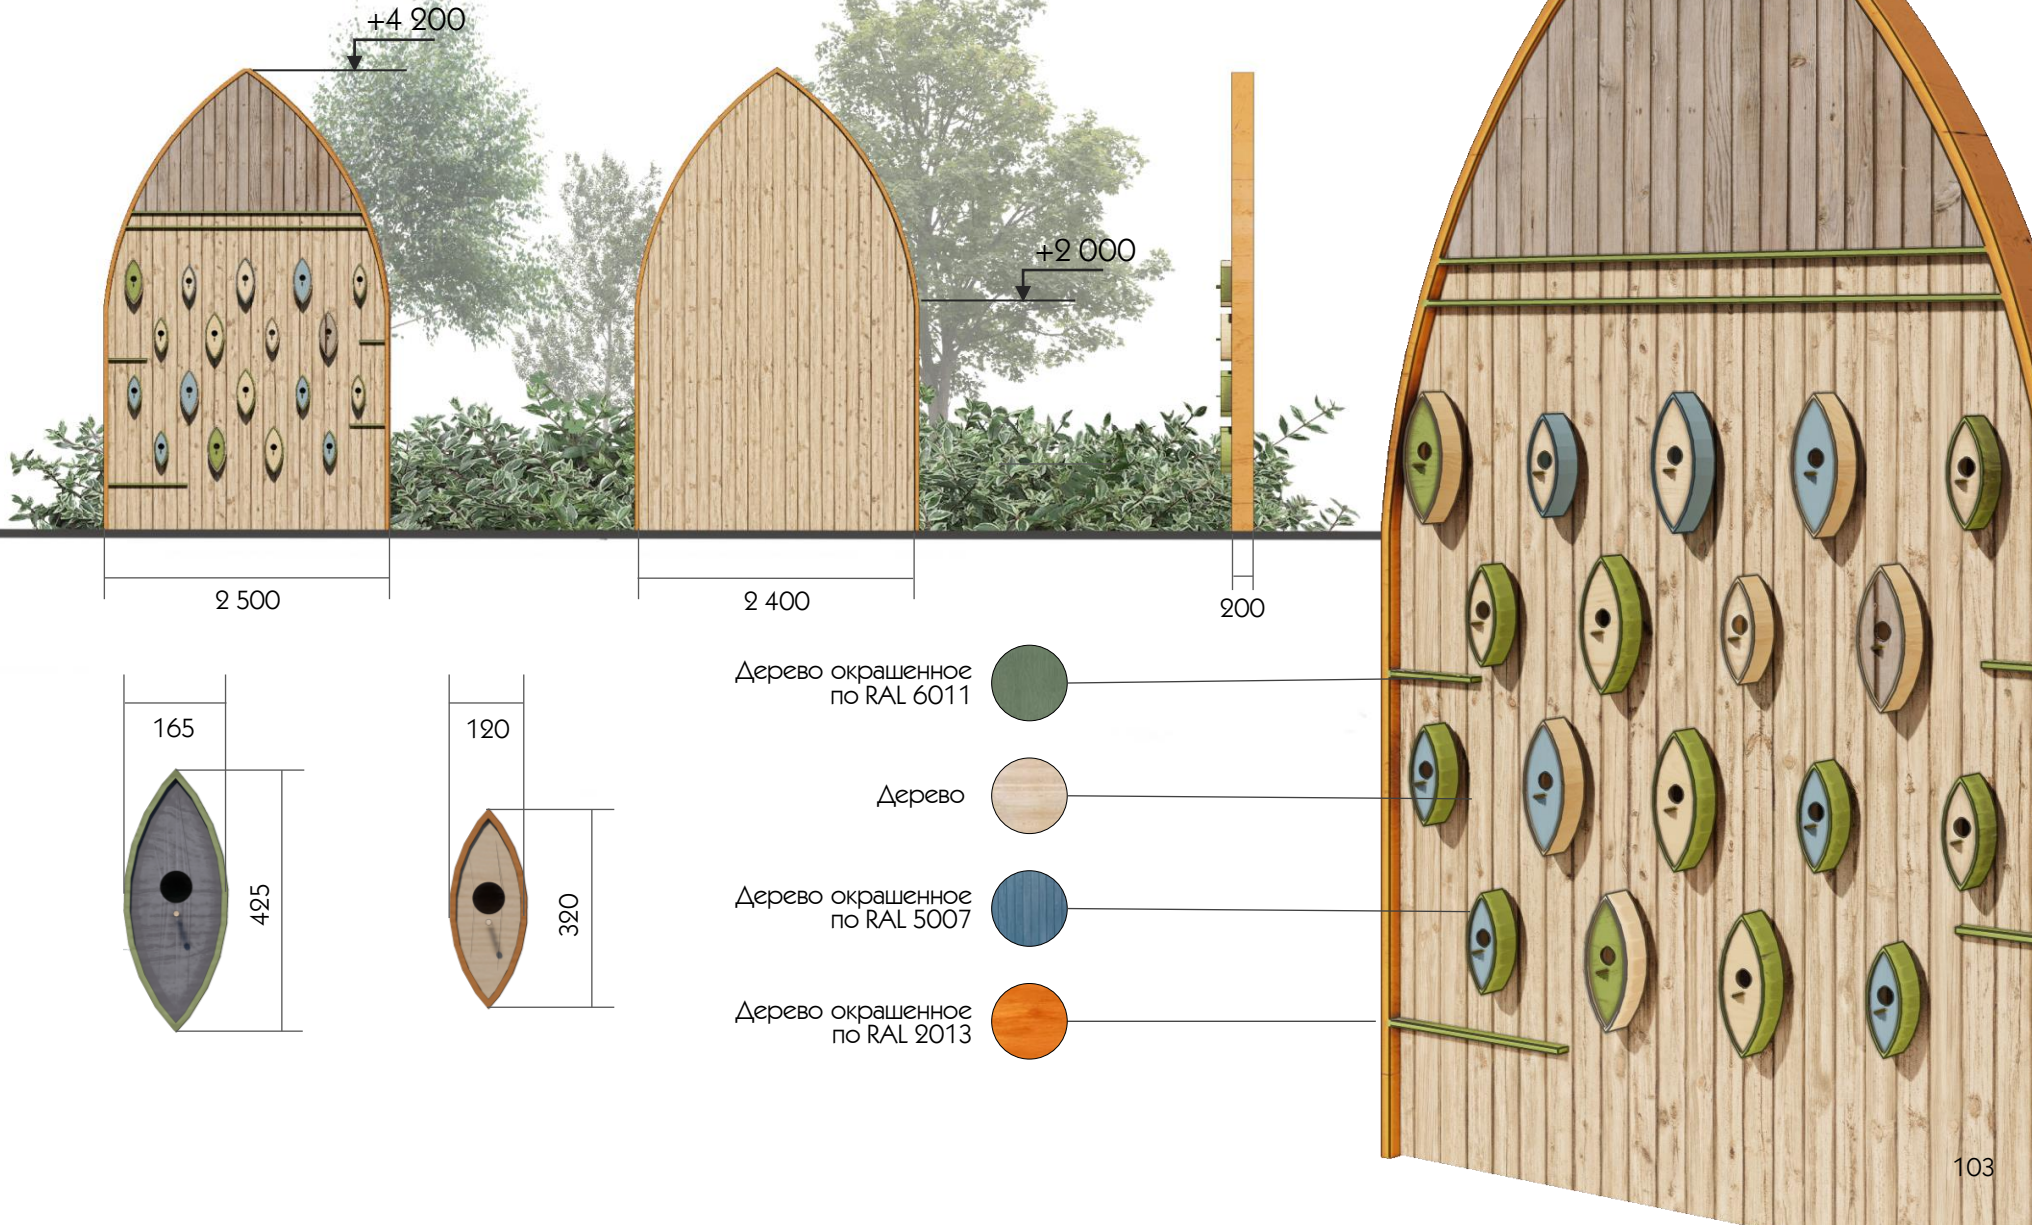 +4 200
+2 000
2 500
2 400
200
165
425
120
320
Дерево окрашенное
по RAL 6011
Дерево
Дерево окрашенное
по RAL 5007
Дерево окрашенное
по RAL 2013
103